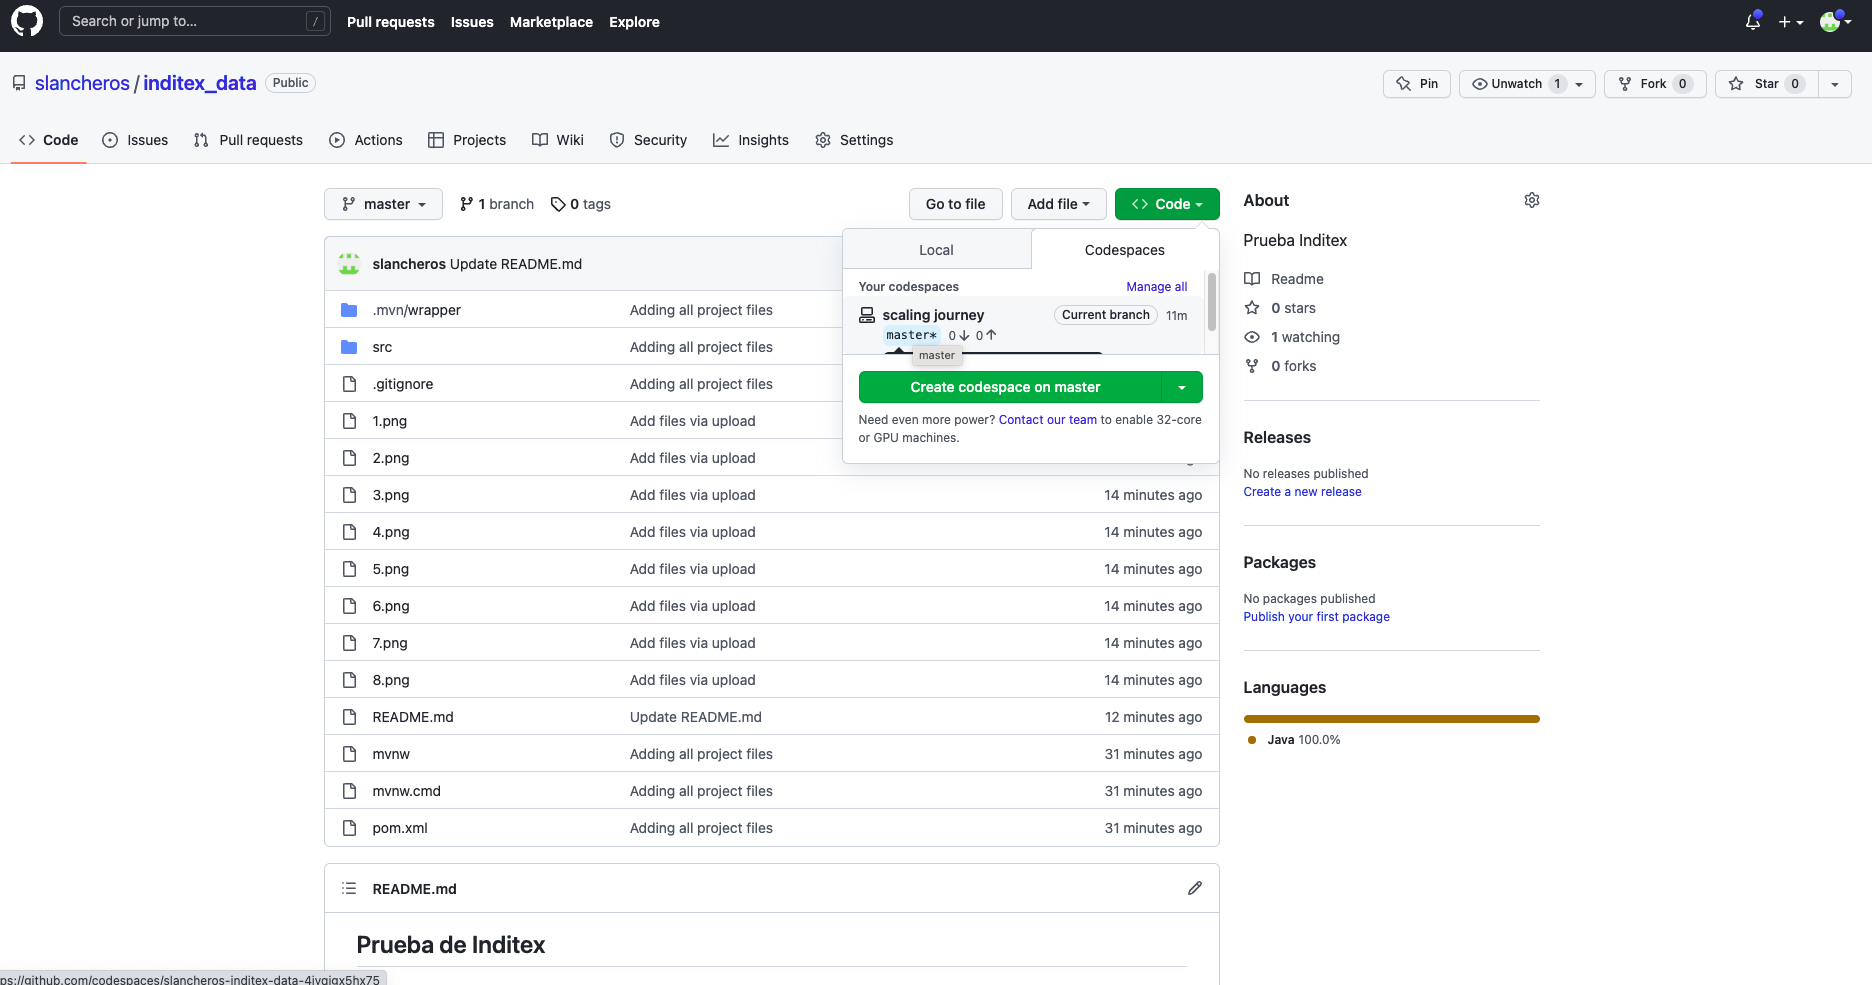 Search or jump to... /
Pull requests Issues Marketplace Explore
slancheros / inditex_data Public
Pin
Unwatch 1
Fork 0
Star 0
Code Issues Pull requests Actions Projects Wiki Security Insights Settings
master 1 branch 0 tags
Go to file Add file Code
slancheros Update README.md
.mvn/wrapper Adding all project files
src Adding all project files
.gitignore Adding all project files
1.png Add files via upload
2.png Add files via upload
3.png Add files via upload 14 minutes ago
4.png Add files via upload 14 minutes ago
5.png Add files via upload 14 minutes ago
6.png Add files via upload 14 minutes ago
7.png Add files via upload 14 minutes ago
8.png Add files via upload 14 minutes ago
README.md Update README.md 12 minutes ago
mvnw Adding all project files 31 minutes ago
mvnw.cmd Adding all project files 31 minutes ago
pom.xml Adding all project files 31 minutes ago
Local Codespaces
Your codespaces Manage all
scaling journey Current branch 11m
master* 0 ↓ 0 ↑
master
Create codespace on master
Need even more power? Contact our team to enable 32-core
or GPU machines.
README.md
Prueba de Inditex
About
Prueba Inditex
Readme
0 stars
1 watching
0 forks
Releases
No releases published
Create a new release
Packages
No packages published
Publish your first package
Languages
Java 100.0%